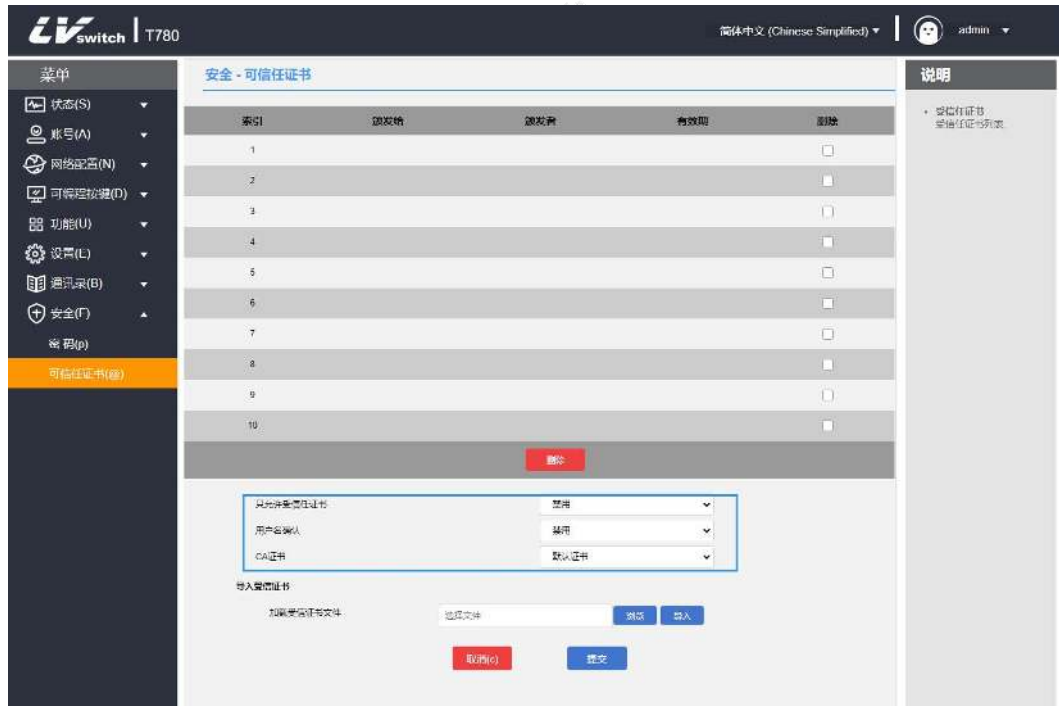 LVswitch T780
简体中文 (Chinese Simplified)
admin
菜单
状态(S)
账号(A)
网络配置(N)
可编程按键(D)
功能(U)
设置(E)
通讯录(B)
安全(F)
密码(p)
可信任证书(@)
安全 - 可信任证书
索引 颁发给 颁发者 有效期 删除
1
2
3
4
5
6
7
8
9
10
删除
只允许受信任证书 禁用
用户名确认 禁用
CA证书 默认证书
导入受信证书
加载受信证书文件 选择文件 浏览 导入
取消(c) 提交
说明
受信任证书
受信任证书列表